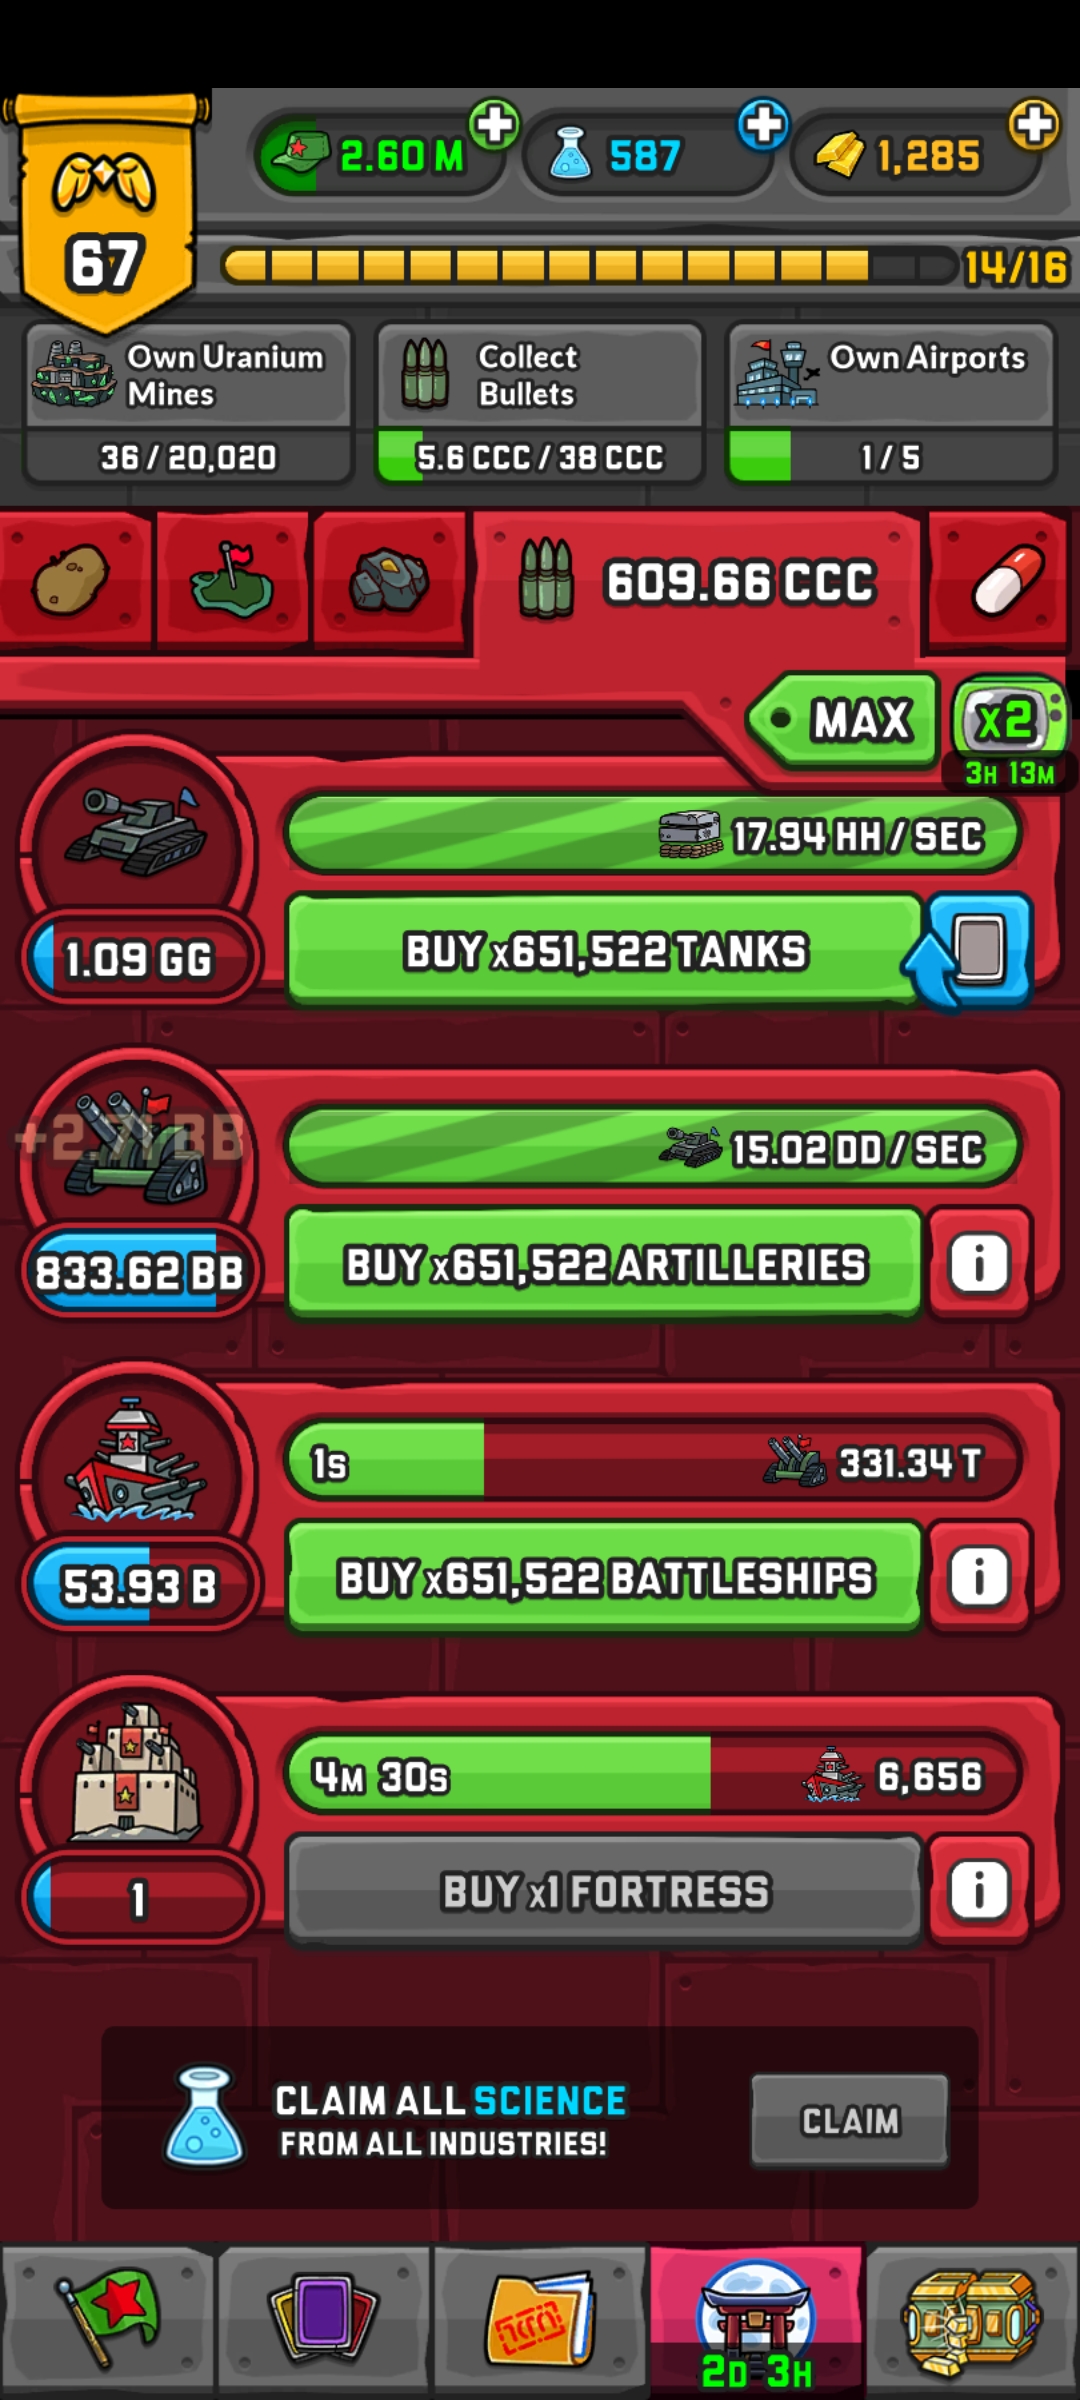 2.60 M
587
1,285
67
14/16
Own Uranium
Mines
36 / 20,020
Collect
Bullets
5.6 CCC / 38 CCC
Own Airports
1 / 5
609.66 CCC
MAX
x2
3H 13M
17.94 HH / SEC
1.09 GG
BUY x651,522 TANKS
+2.71 BB
15.02 DD / SEC
833.62 BB
BUY x651,522 ARTILLERIES
i
1s
331.34 T
53.93 B
BUY x651,522 BATTLESHIPS
i
4M 30s
6,656
1
BUY x1 FORTRESS
i
CLAIM ALL SCIENCE
FROM ALL INDUSTRIES!
CLAIM
2D 3H